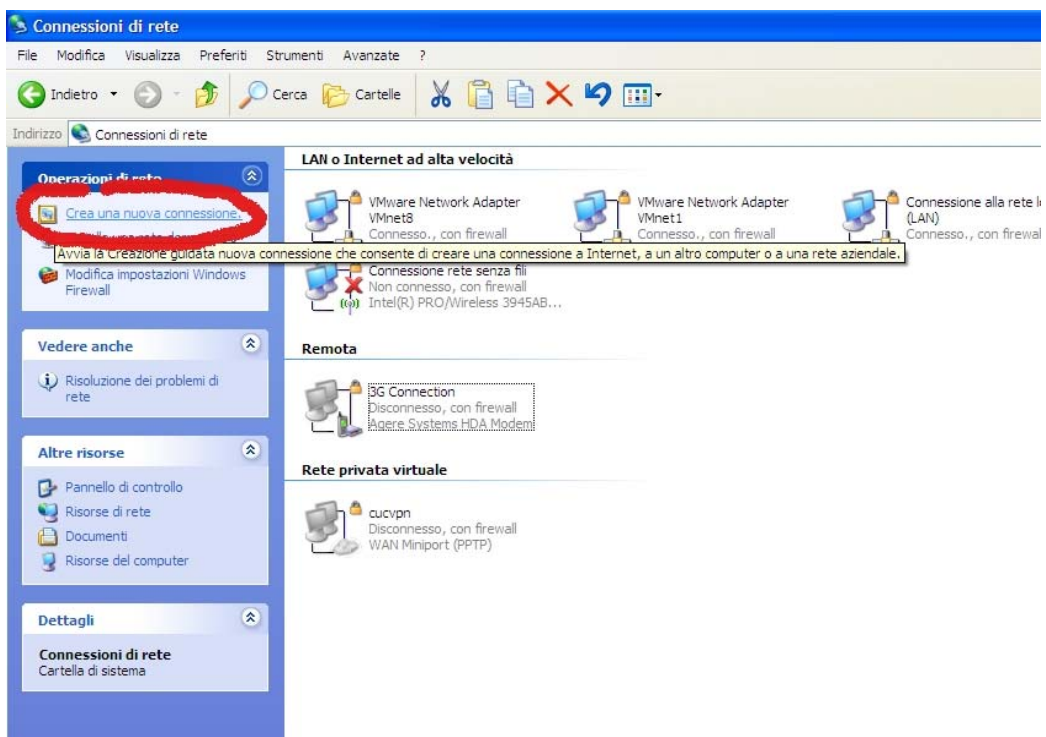 Connessioni di rete
File Modifica Visualizza Preferiti Strumenti Avanzate ?
Indietro Cerca Cartelle
Indirizzo Connessioni di rete
Operazioni di rete
Crea una nuova connessione.
Avvia la Creazione guidata nuova connessione che consente di creare una connessione a Internet, a un altro computer o a una rete aziendale.
Modifica impostazioni Windows
Firewall
Vedere anche
Risoluzione dei problemi di
rete
Altre risorse
Pannello di controllo
Risorse di rete
Documenti
Risorse del computer
Dettagli
Connessioni di rete
Cartella di sistema
LAN o Internet ad alta velocità
VMware Network Adapter
VMnet8
Connesso., con firewall
VMware Network Adapter
VMnet1
Connesso., con firewall
Connessione alla rete
(LAN)
Connesso., con
Connessione rete senza fili
Non connesso, con firewall
Intel(R) PRO/Wireless 3945AB...
Remota
3G Connection
Disconnesso, con firewall
Agere Systems HDA Modem
Rete privata virtuale
cucvpn
Disconnesso, con firewall
WAN Miniport (PPTP)